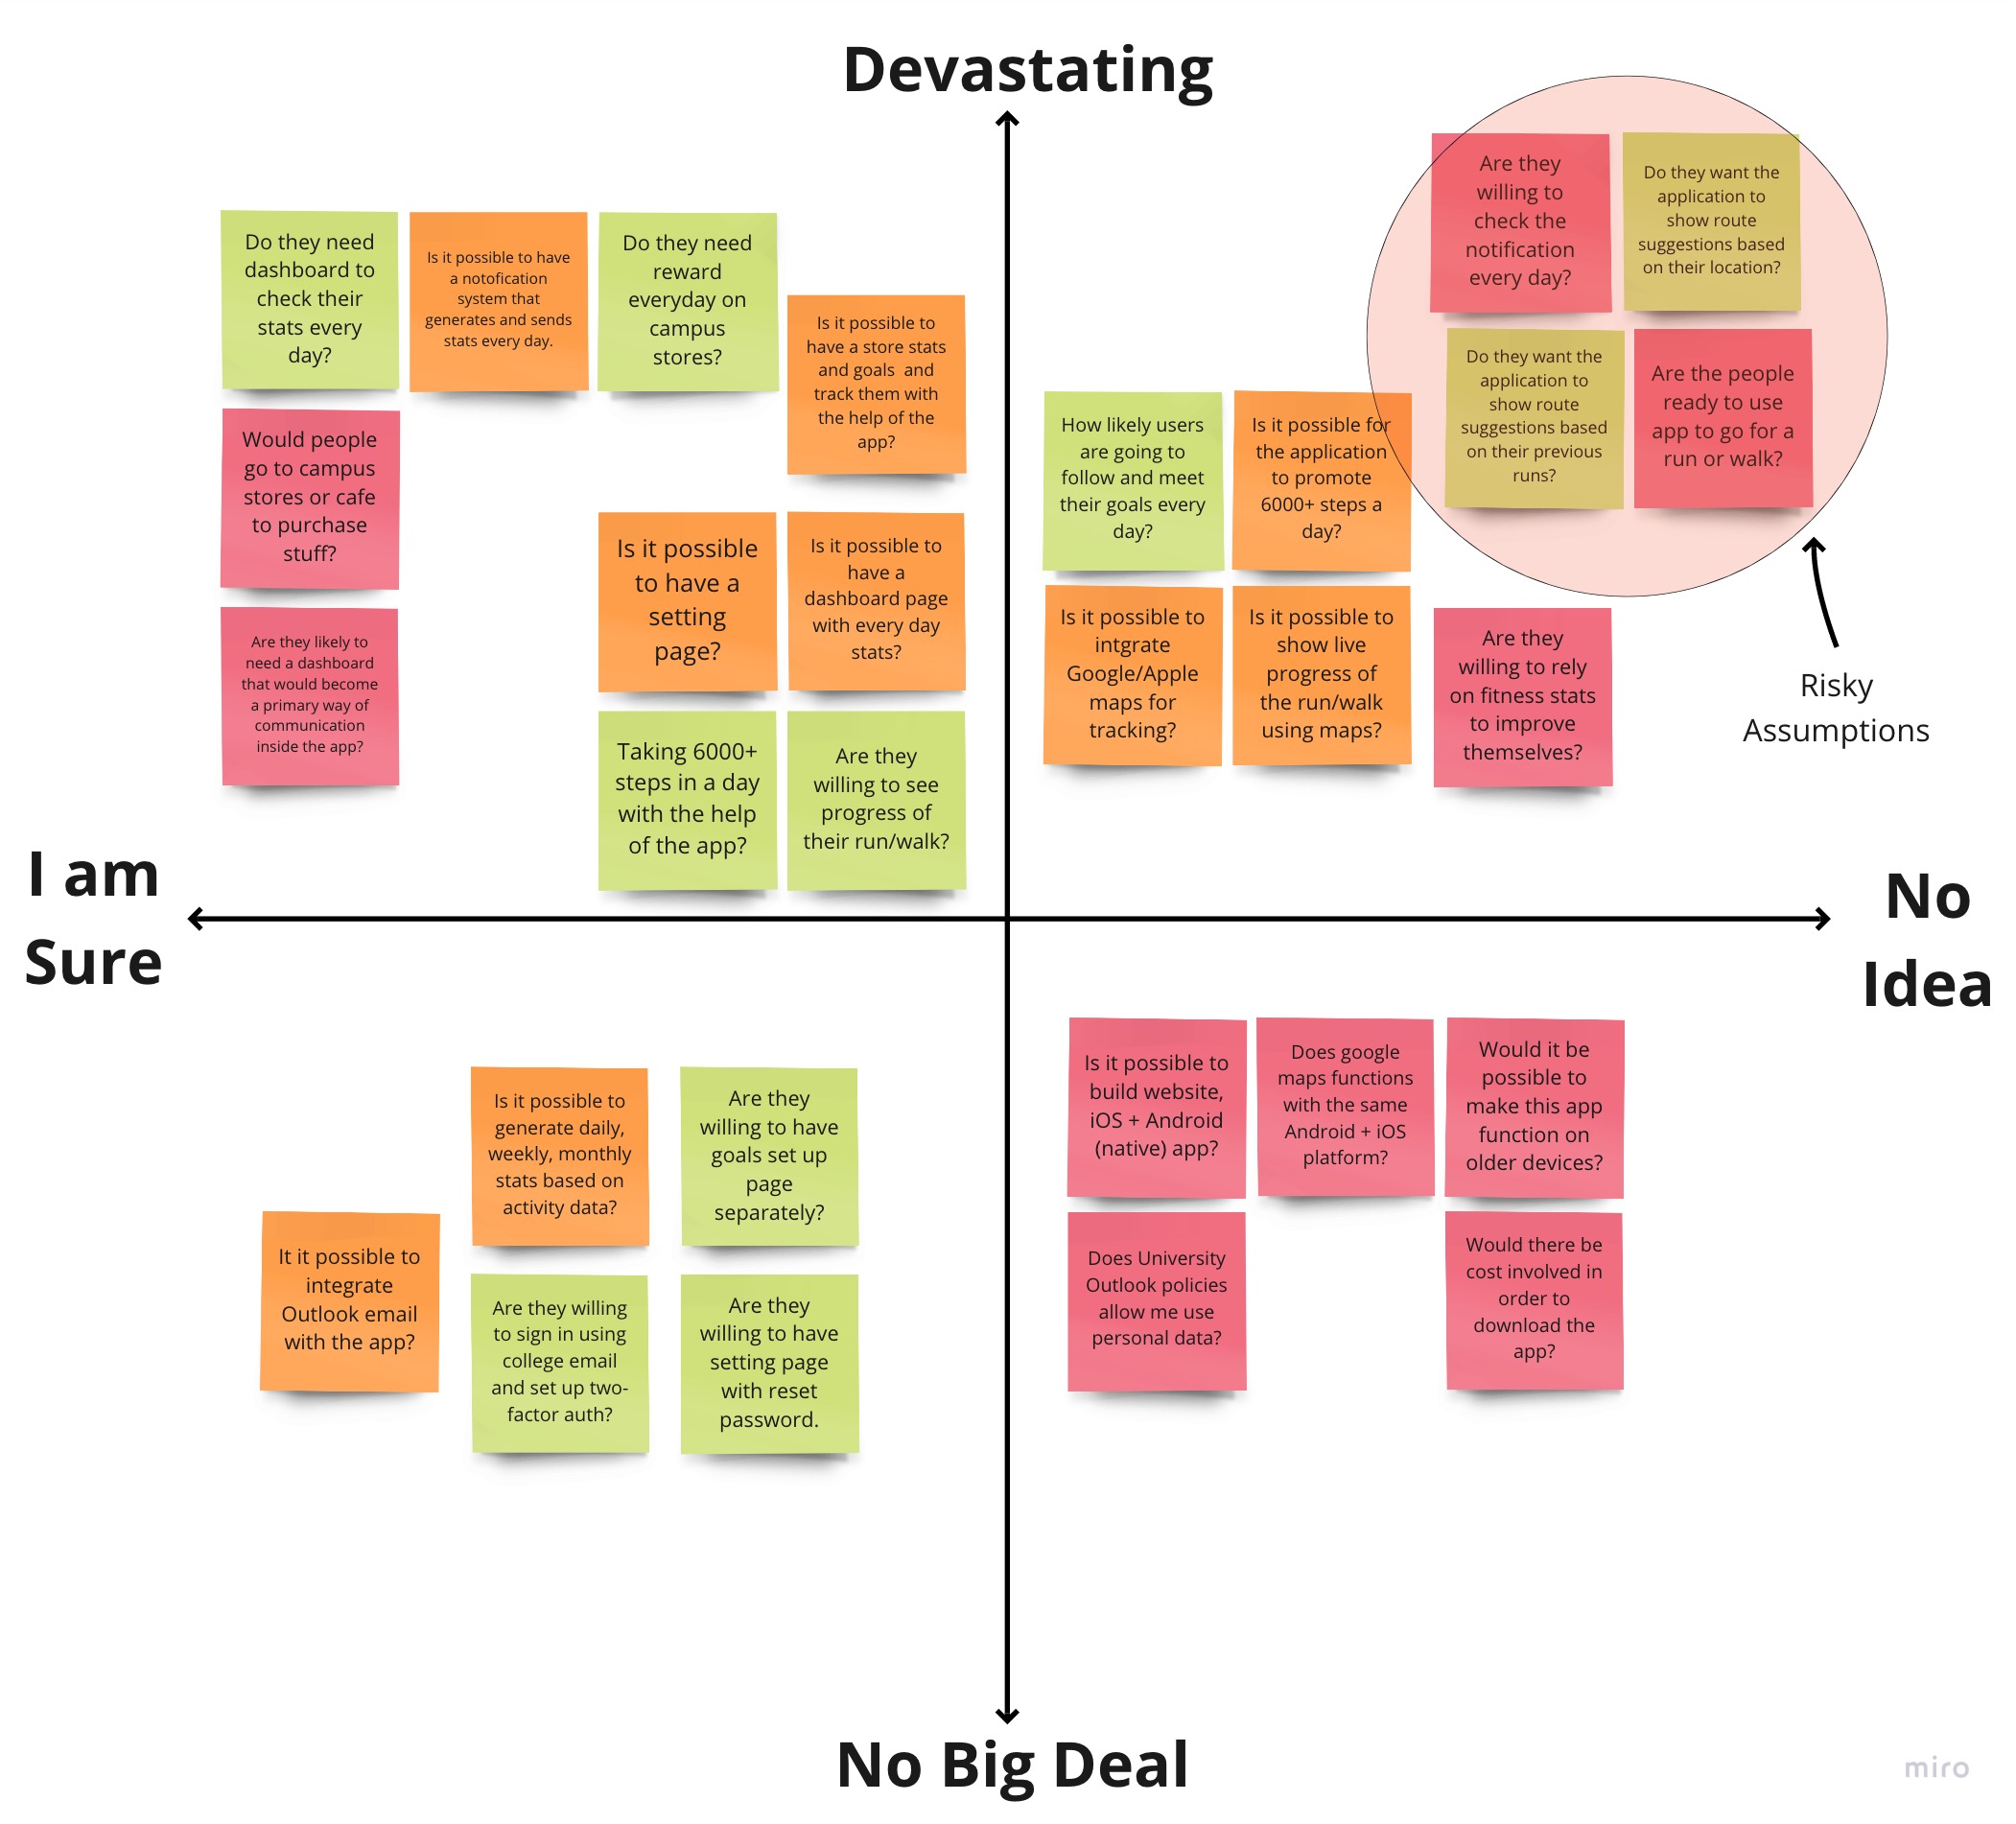 Devastating
Do they need
dashboard to
check their
stats every
day?
Is it possible to have
a notofication
system that
generates and sends
stats every day.
Do they need
reward
everyday on
campus
stores?
Is it possible to
have a store stats
and goals and
track them with
the help of the
app?
Would people
go to campus
stores or cafe
to purchase
stuff?
Is it possible
to have a
setting
page?
Is it possible to
have a
dashboard page
with every day
stats?
Are they likely to
need a dashboard
that would become
a primary way of
communication
inside the app?
Taking 6000+
steps in a day
with the help
of the app?
Are they
willing to see
progress of
their run/walk?
Are they
willing to
check the
notification
every day?
Do they want the
application to
show route
suggestions based
on their location?
Do they want the
application to
show route
suggestions based
on their previous
runs?
Are the people
ready to use
app to go for a
run or walk?
How likely users
are going to
follow and meet
their goals every
day?
Is it possible for
the application
to promote
6000+ steps a
day?
Is it possible to
intgrate
Google/Apple
maps for
tracking?
Is it possible to
show live
progress of
the run/walk
using maps?
Are they
willing to rely
on fitness stats
to improve
themselves?
Risky
Assumptions
I am
Sure
No
Idea
Is it possible to
generate daily,
weekly, monthly
stats based on
activity data?
Are they
willing to have
goals set up
page
separately?
It it possible to
integrate
Outlook email
with the app?
Are they willing
to sign in using
college email
and set up two-
factor auth?
Are they
willing to have
setting page
with reset
password.
Is it possible to
build website,
iOS + Android
(native) app?
Does google
maps functions
with the same
Android + iOS
platform?
Would it be
possible to
make this app
function on
older devices?
Does University
Outlook policies
allow me use
personal data?
Would there be
cost involved in
order to
download the
app?
No Big Deal
miro